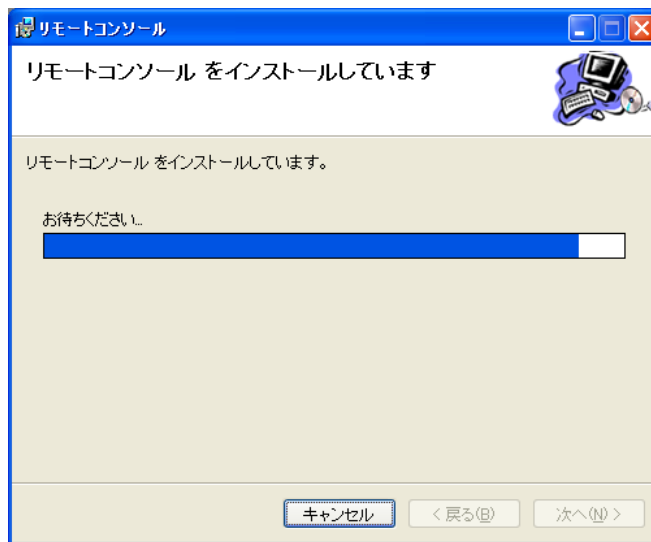 リモートコンソール
リモートコンソール をインストールしています
リモートコンソール をインストールしています。
お待ちください...
キャンセル
< 戻る(B)
次へ(N) >